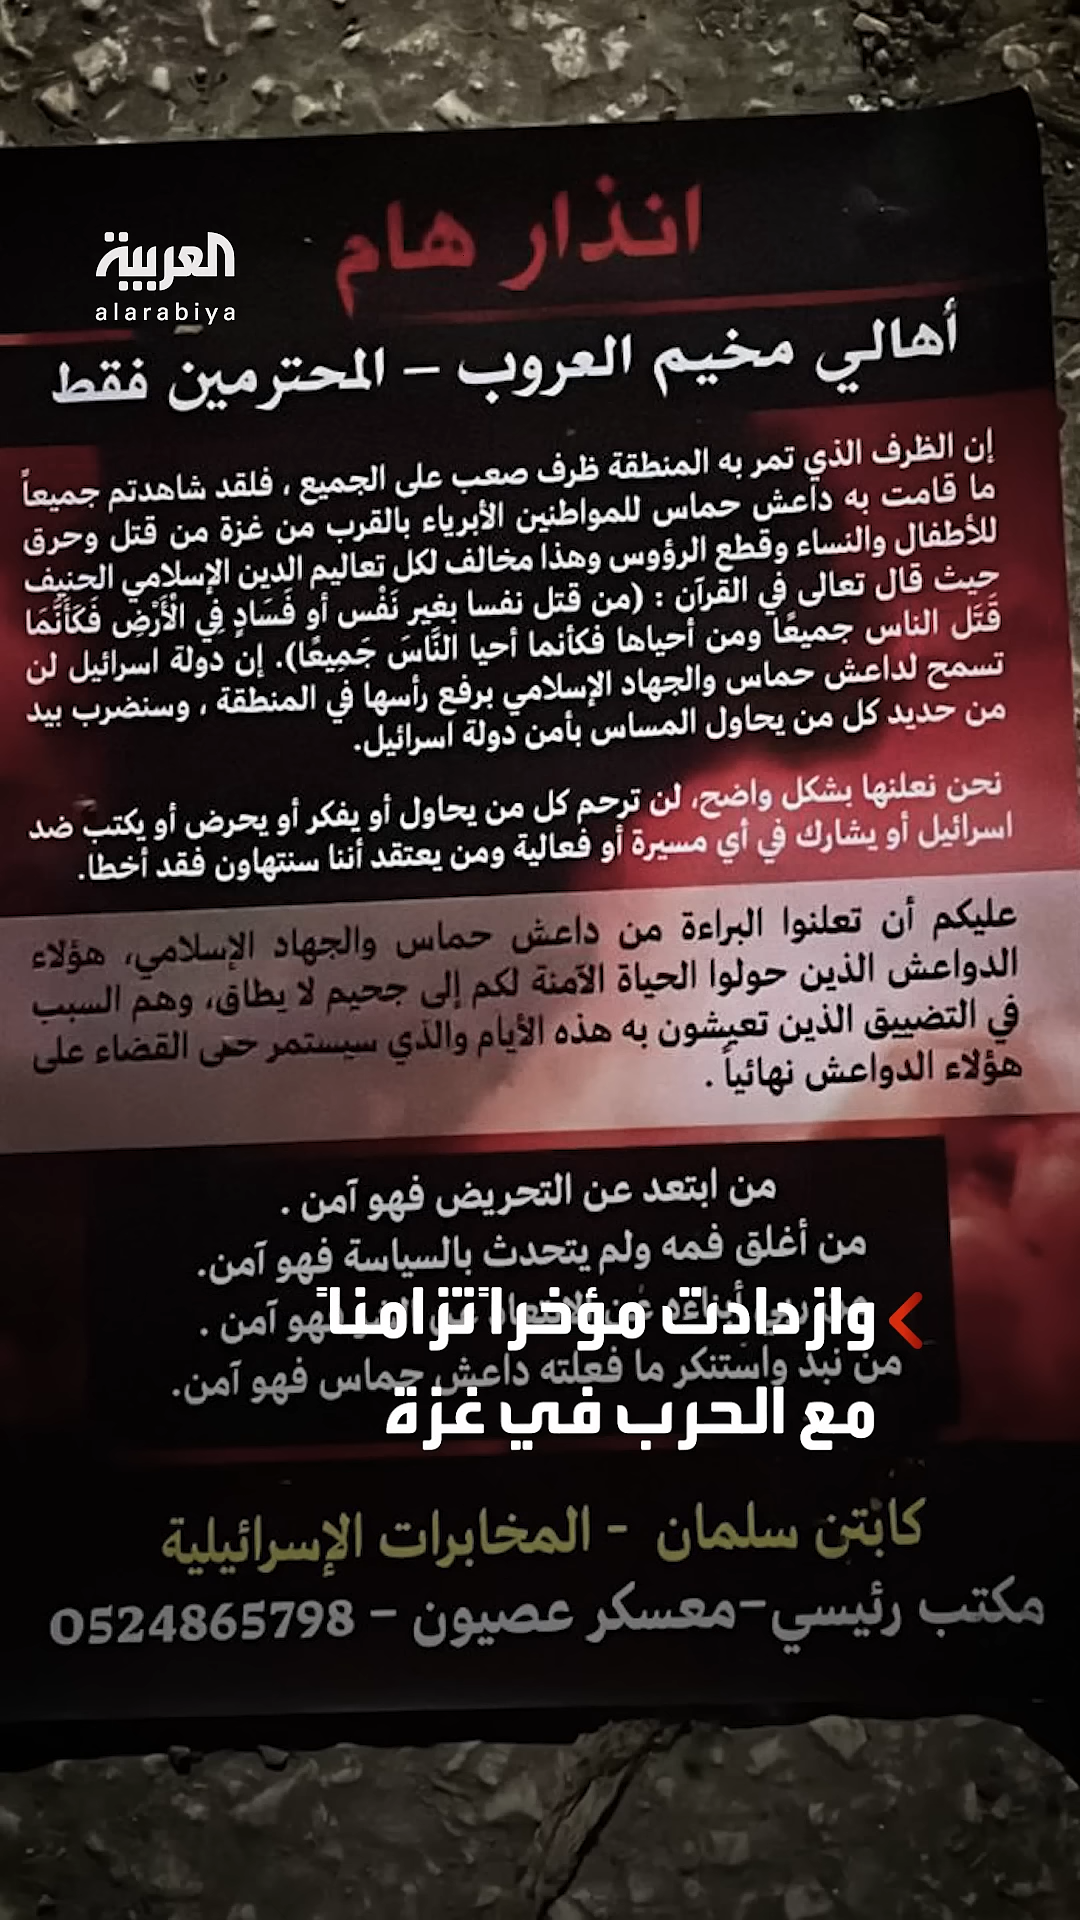 العربية
alarabiya
انذار هام
أهالي مخيم العروب – المحترمين فقط
إن الظرف الذي تمر به المنطقة ظرف صعب على الجميع ، فلقد شاهدتم جميعاً
ما قامت به داعش حماس للمواطنين الأبرياء بالقرب من غزة من قتل وحرق
للأطفال والنساء وقطع الرؤوس وهذا مخالف لكل تعاليم الدين الإسلامي الحنيف
حيث قال تعالى في القرآن : (من قتل نفسا بغير نَفْس أو فَسَادٍ فِي الْأَرْضِ فَكَأَنَّمَا
قَتَل الناس جميعًا ومن أحياها فكأنما أحيا النَّاسَ جَمِيعًا). إن دولة اسرائيل لن
تسمح لداعش حماس والجهاد الإسلامي برفع رأسها في المنطقة ، وسنضرب بيد
من حديد كل من يحاول المساس بأمن دولة اسرائيل.
نحن نعلنها بشكل واضح، لن ترحم كل من يحاول أو يفكر أو يحرض أو يكتب ضد
اسرائيل أو يشارك في أي مسيرة أو فعالية ومن يعتقد أننا سنتهاون فقد أخطا.
عليكم أن تعلنوا البراءة من داعش حماس والجهاد الإسلامي، هؤلاء
الدواعش الذين حولوا الحياة الآمنة لكم إلى جحيم لا يطاق، وهم السبب
في التضييق الذين تعيشون به هذه الأيام والذي سيستمر حتى القضاء على
هؤلاء الدواعش نهائياً .
من ابتعد عن التحريض فهو آمن .
من أغلق فمه ولم يتحدث بالسياسة فهو آمن.
فهو آمن .
وازدادت مؤخراً تزامناً
من نبذ واستنكر ما فعلته داعش حماس فهو آمن.
مع الحرب في غزة
كابتن سلمان - المخابرات الإسرائيلية
مكتب رئيسي–معسكر عصيون – 0524865798